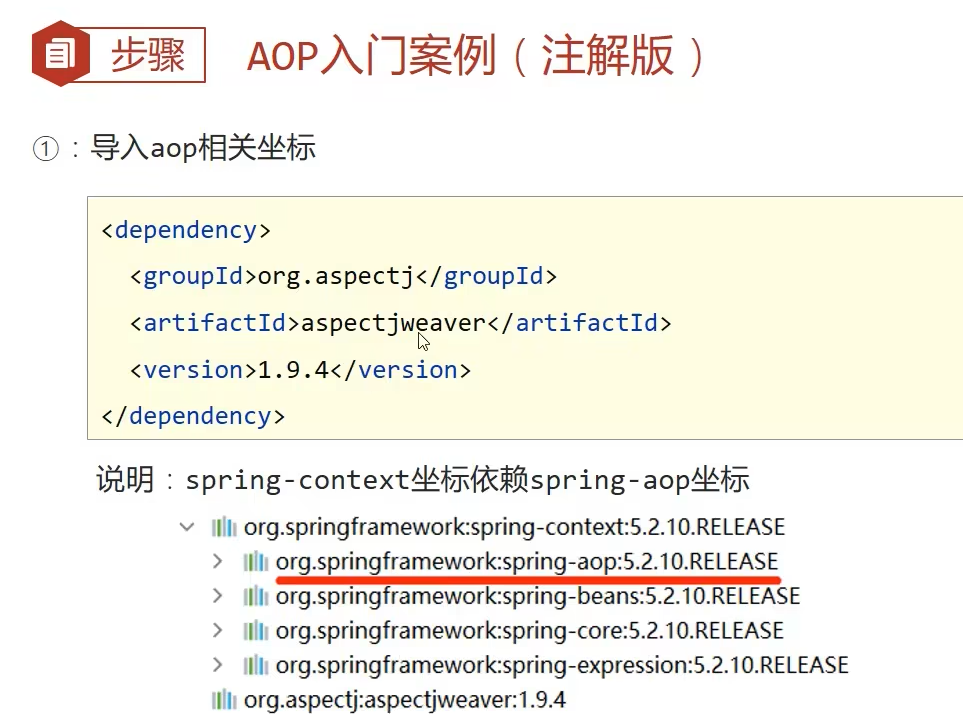 步骤
AOP入门案例（注解版）
①：导入aop相关坐标
<dependency>
<groupId>org.aspectj</groupId>
<artifactId>aspectjweaver</artifactId>
<version>1.9.4</version>
</dependency>
说明：spring-context坐标依赖spring-aop坐标
org.springframework:spring-context:5.2.10.RELEASE
org.springframework:spring-aop:5.2.10.RELEASE
org.springframework:spring-beans:5.2.10.RELEASE
org.springframework:spring-core:5.2.10.RELEASE
org.springframework:spring-expression:5.2.10.RELEASE
org.aspectj:aspectjweaver:1.9.4